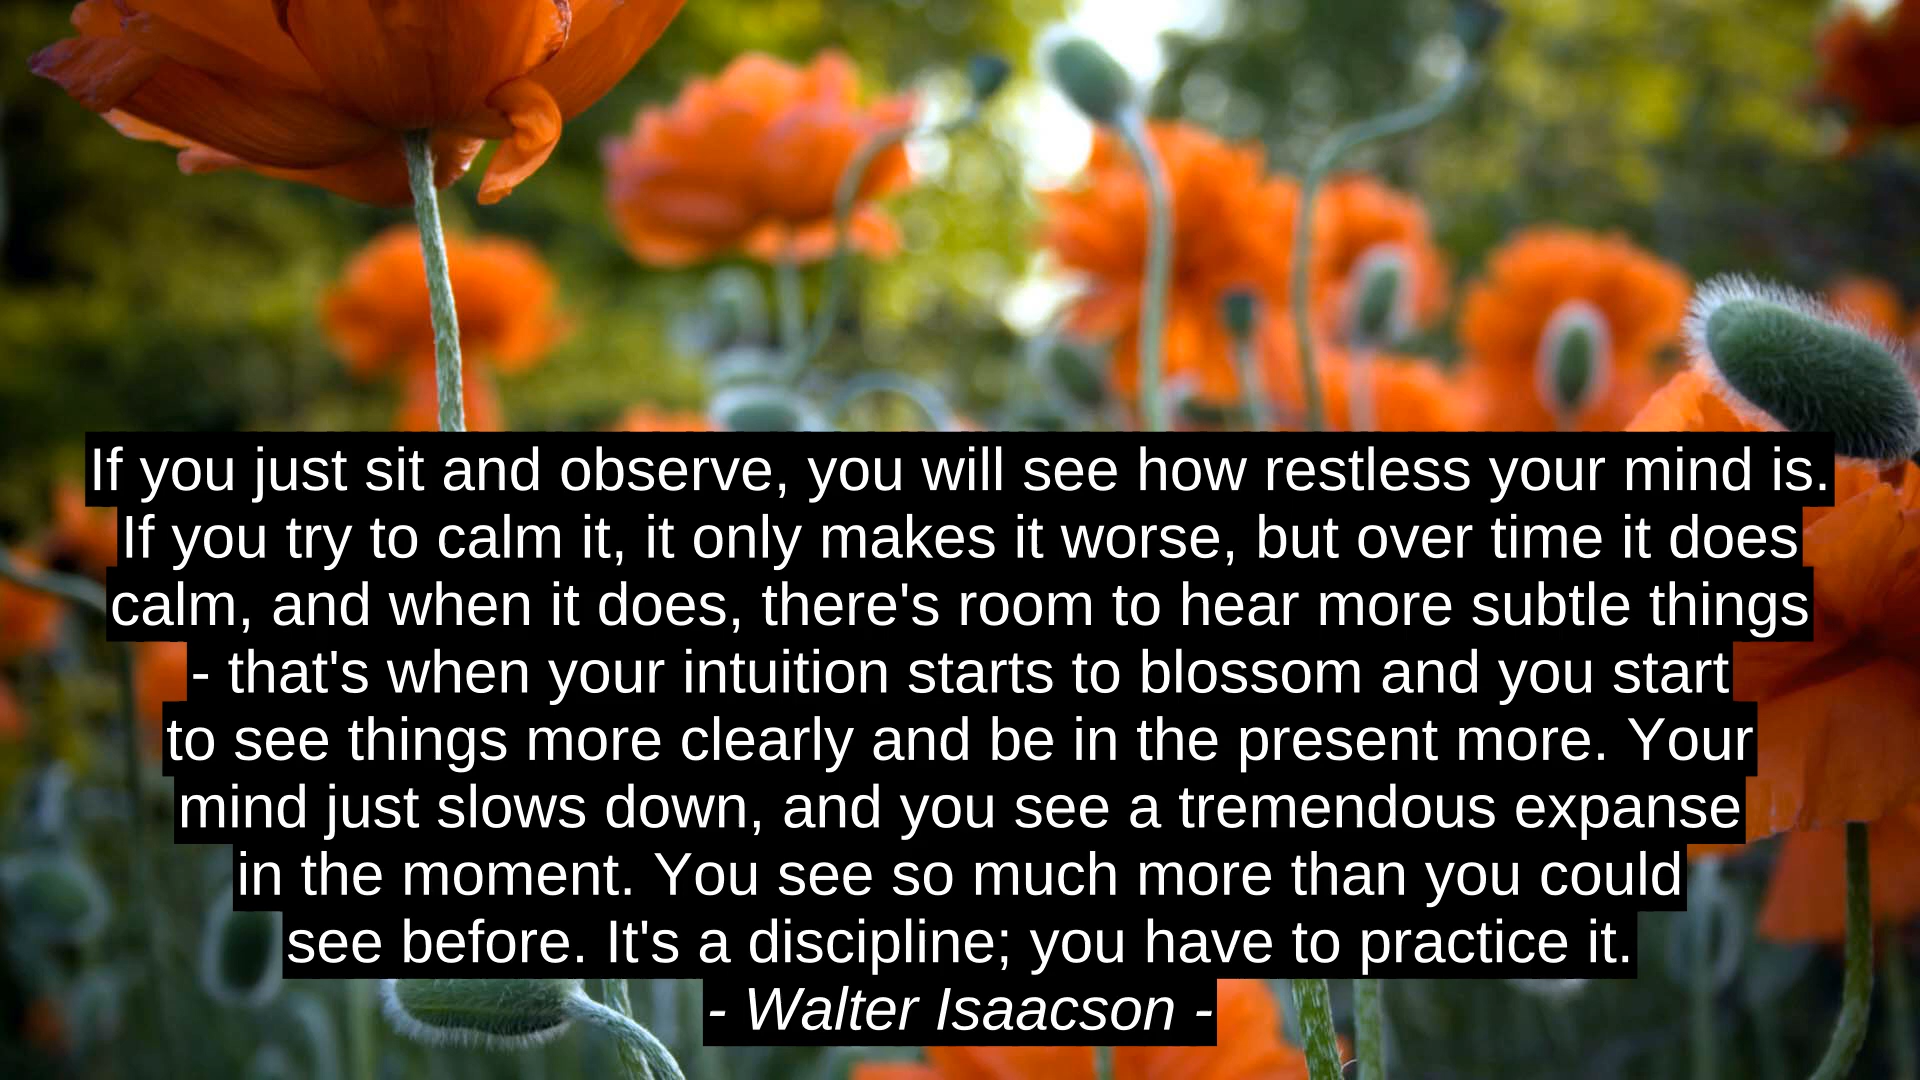 If you just sit and observe, you will see how restless your mind is.
If you try to calm it, it only makes it worse, but over time it does
calm, and when it does, there's room to hear more subtle things
- that's when your intuition starts to blossom and you start
to see things more clearly and be in the present more. Your
mind just slows down, and you see a tremendous expanse
in the moment. You see so much more than you could
see before. It's a discipline; you have to practice it.
- Walter Isaacson -